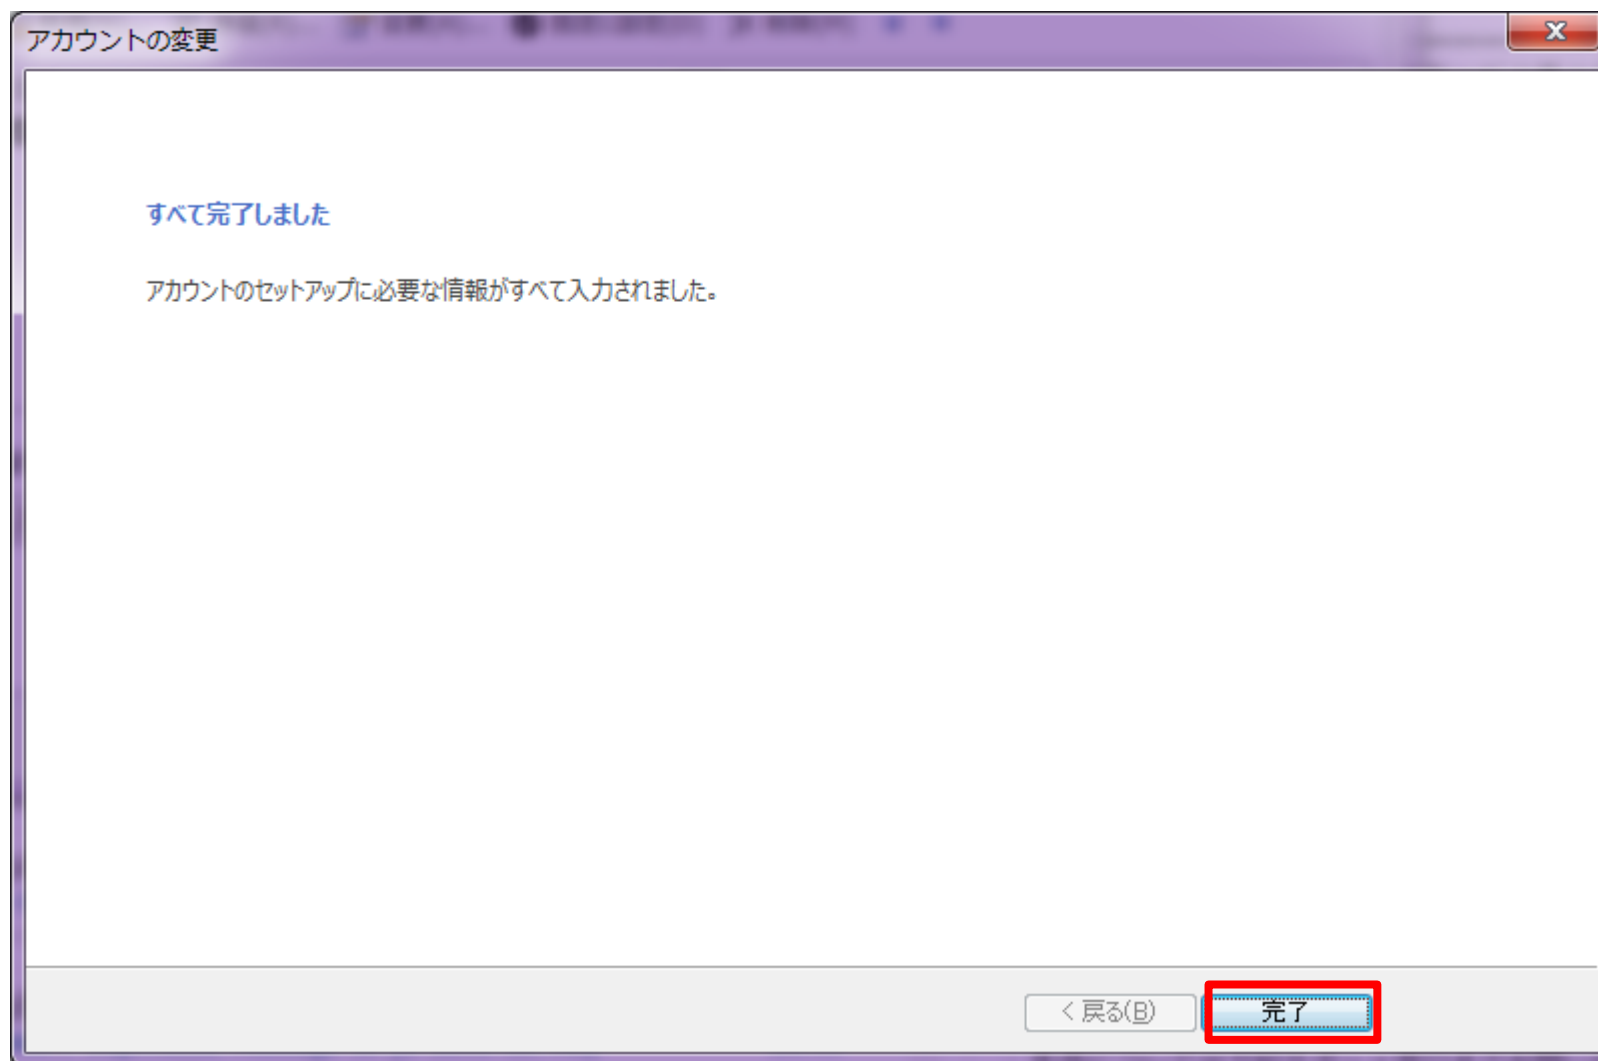 アカウントの変更
すべて完了しました
アカウントのセットアップに必要な情報がすべて入力されました。
< 戻る(B)
完了